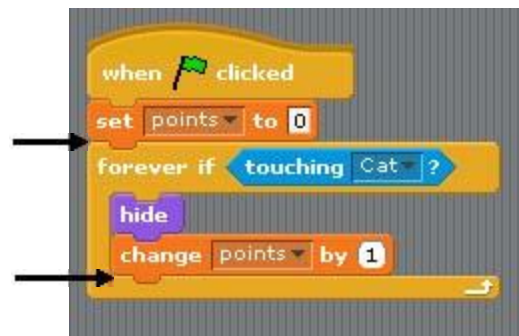 when clicked
set points to 0
forever if touching Cat ?
hide
change points by 1